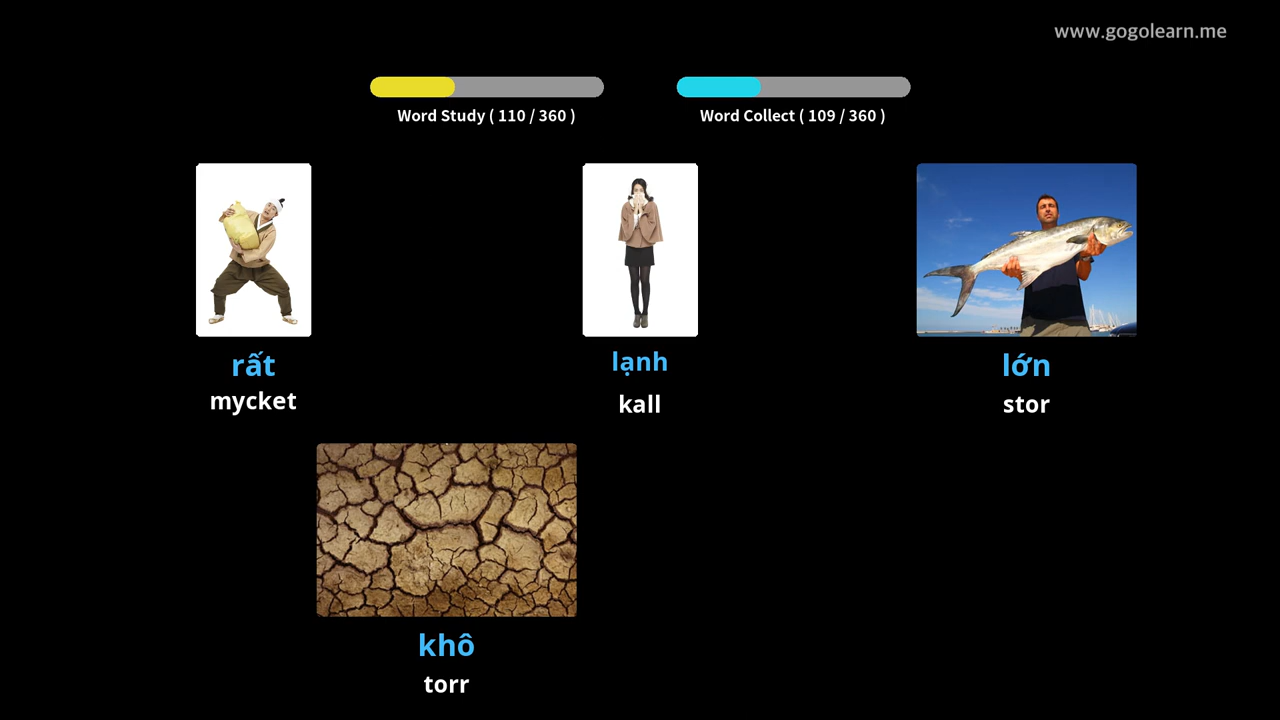 www.gogolearn.me
Word Study ( 110 / 360 )
Word Collect ( 109 / 360 )
rất
lạnh
lớn
mycket
kall
stor
khô
torr